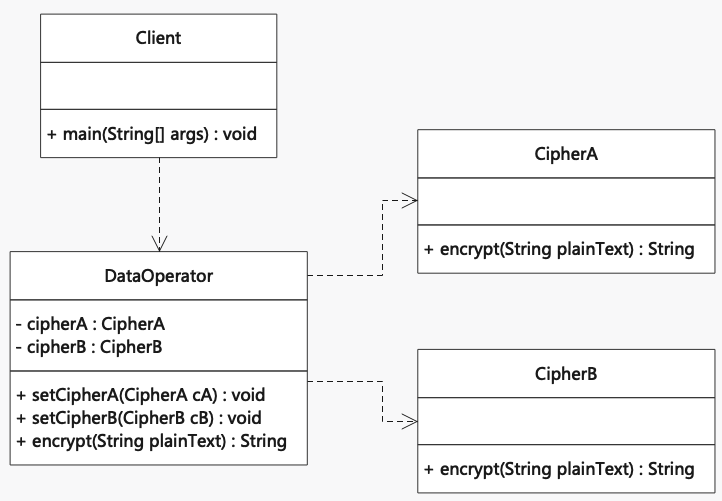 Client
+ main(String[] args) : void
CipherA
+ encrypt(String plainText) : String
DataOperator
- cipherA : CipherA
- cipherB : CipherB
+ setCipherA(CipherA cA) : void
+ setCipherB(CipherB cB) : void
+ encrypt(String plainText) : String
CipherB
+ encrypt(String plainText) : String